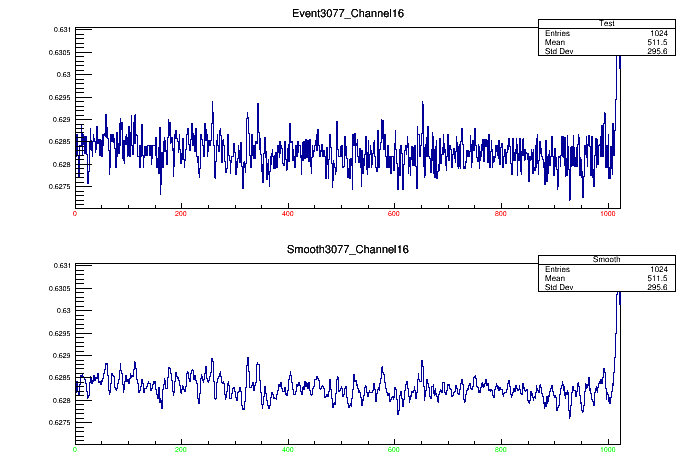 Event3077_Channel16
Test
Entries 1024
Mean 511.5
Std Dev 295.6
0.631
0.6305
0.63
0.6295
0.629
0.6285
0.628
0.6275
0 200 400 600 800 1000
Smooth3077_Channel16
Smooth
Entries 1024
Mean 511.5
Std Dev 295.6
0.631
0.6305
0.63
0.6295
0.629
0.6285
0.628
0.6275
0 200 400 600 800 1000